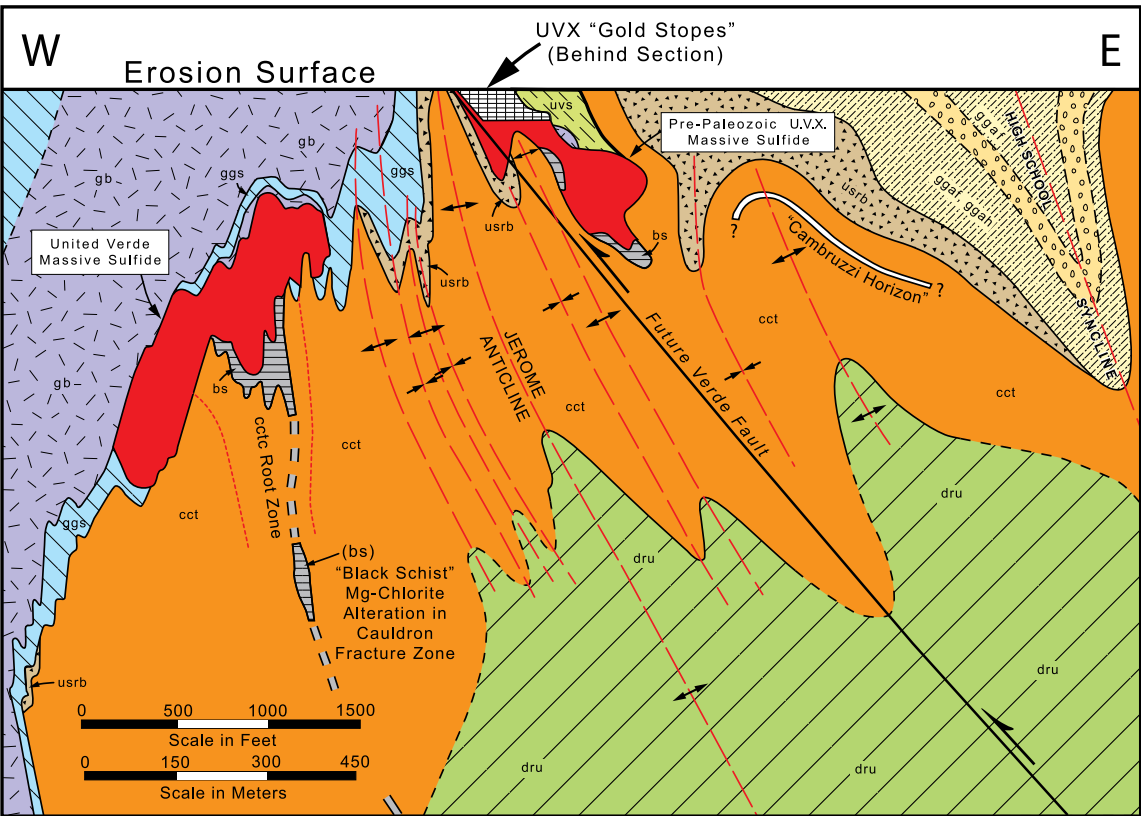 W
E
UVX “Gold Stopes”
(Behind Section)
Erosion Surface
uvs
Pre-Paleozoic U.V.X.
Massive Sulfide
gb
gb
ggs
ggs
United Verde
Massive Sulfide
usrb
usrb
bs
usrb
ggar
ggan
HIGH SCHOOL
SYNCLINE
ggar
ggan
?
“Cambruzzi Horizon”
?
cct
gb
bs
JEROME
ANTICLINE
Future Verde Fault
cct
cct
cct
cctc Root Zone
cct
ggs
dru
dru
(bs)
“Black Schist”
Mg-Chlorite
Alteration in
Cauldron
Fracture Zone
usrb
dru
dru
dru
0 500 1000 1500
Scale in Feet
0 150 300 450
Scale in Meters